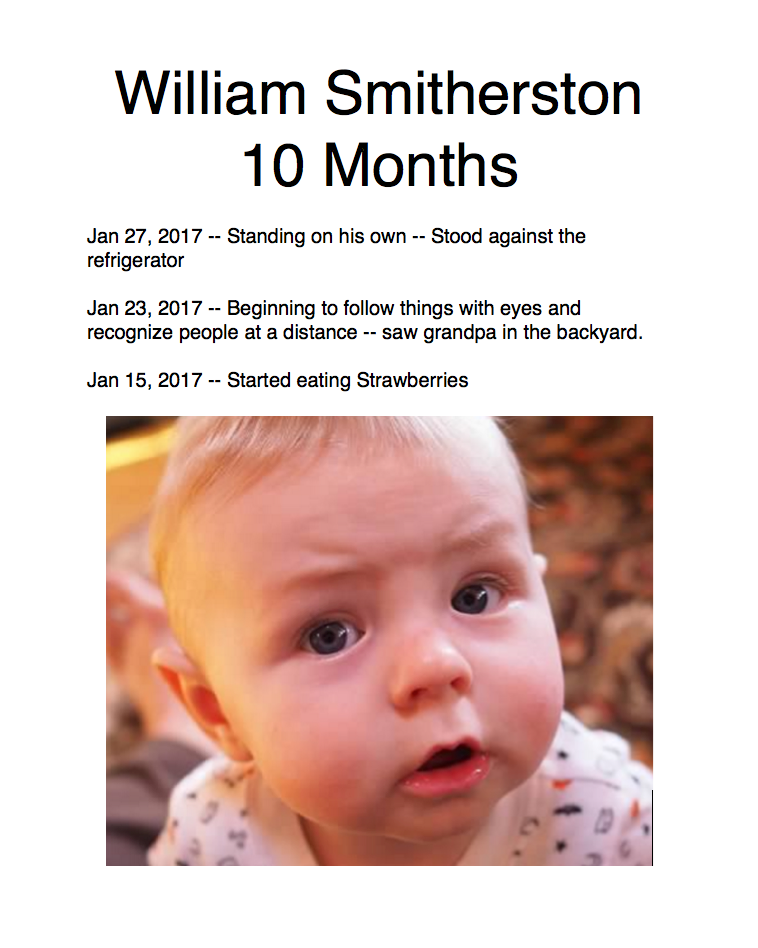 William Smitherston
10 Months
Jan 27, 2017 -- Standing on his own -- Stood against the
refrigerator
Jan 23, 2017 -- Beginning to follow things with eyes and
recognize people at a distance -- saw grandpa in the backyard.
Jan 15, 2017 -- Started eating Strawberries